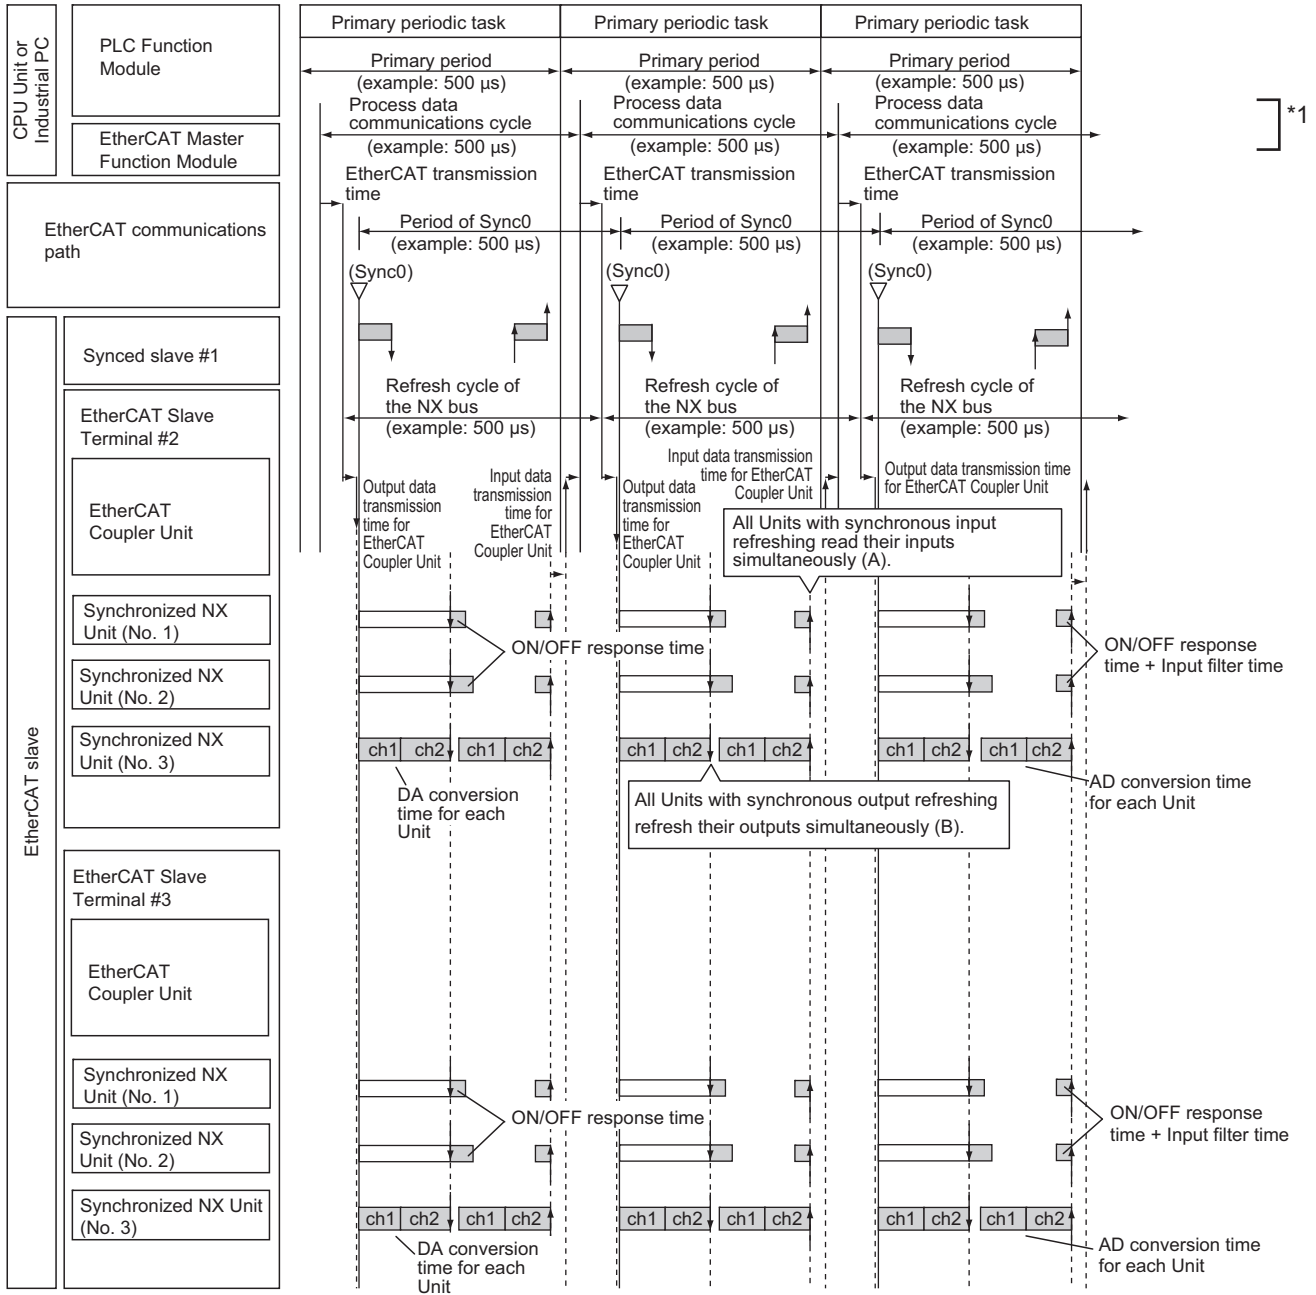 CPU Unit or
Industrial PC
PLC Function
Module
EtherCAT Master
Function Module
EtherCAT communications
path
EtherCAT slave
Synced slave #1
EtherCAT Slave
Terminal #2
EtherCAT
Coupler Unit
Synchronized NX
Unit (No. 1)
Synchronized NX
Unit (No. 2)
Synchronized NX
Unit (No. 3)
EtherCAT Slave
Terminal #3
EtherCAT
Coupler Unit
Synchronized NX
Unit (No. 1)
Synchronized NX
Unit (No. 2)
Synchronized NX Unit
(No. 3)
Primary periodic task
Primary periodic task
Primary periodic task
Primary period
(example: 500 µs)
Primary period
(example: 500 µs)
Primary period
(example: 500 µs)
Process data
communications cycle
(example: 500 µs)
Process data
communications cycle
(example: 500 µs)
Process data
communications cycle
(example: 500 µs)
*1
EtherCAT transmission
time
EtherCAT transmission
time
EtherCAT transmission
time
Period of Sync0
(example: 500 µs)
Period of Sync0
(example: 500 µs)
Period of Sync0
(example: 500 µs)
(Sync0)
(Sync0)
(Sync0)
Refresh cycle of
the NX bus
(example: 500 µs)
Refresh cycle of
the NX bus
(example: 500 µs)
Refresh cycle of
the NX bus
(example: 500 µs)
Output data
transmission
time for
EtherCAT
Coupler Unit
Input data
transmission
time for
EtherCAT
Coupler Unit
Output data
transmission
time for
EtherCAT
Coupler Unit
Input data transmission
time for EtherCAT
Coupler Unit
Output data transmission time
for EtherCAT Coupler Unit
All Units with synchronous input
refreshing read their inputs
simultaneously (A).
ON/OFF response time
ON/OFF response
time + Input filter time
ch1 ch2 ch1 ch2
ch1 ch2 ch1 ch2
ch1 ch2 ch1 ch2
DA conversion
time for each
Unit
All Units with synchronous output refreshing
refresh their outputs simultaneously (B).
AD conversion time
for each Unit
ON/OFF response time
ON/OFF response
time + Input filter time
ch1 ch2 ch1 ch2
ch1 ch2 ch1 ch2
ch1 ch2 ch1 ch2
DA conversion
time for each
Unit
AD conversion time
for each Unit